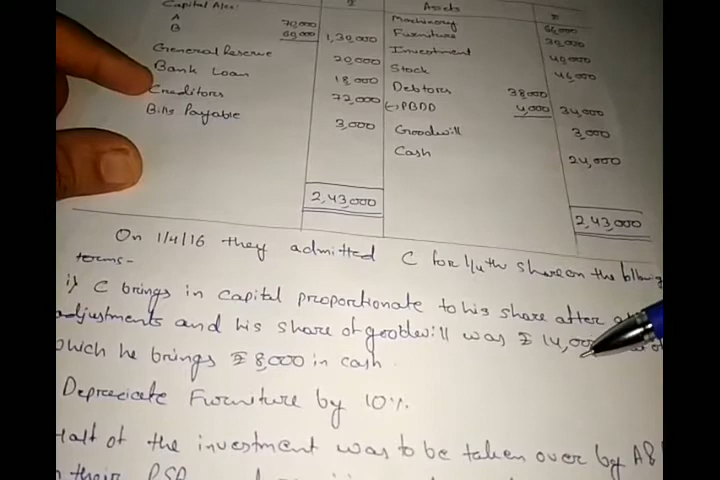 Capital A/cs: ₹ Assets ₹
A 70,000 Machinery 66,000
B 60,000 1,30,000 Furniture 30,000
General Reserve 20,000 Investment 40,000
Bank Loan 18,000 Stock 46,000
Creditors 72,000 Debtors 38,000
Bills Payable 3,000 (-) PBDD 4,000 34,000
Goodwill 3,000
Cash 24,000
2,43,000 2,43,000
On 1/4/16 they admitted C for 1/4th share on the following
terms-
i) C brings in capital proportionate to his share after
adjustments and his share of goodwill was ₹ 14,000
which he brings ₹ 8,000 in cash.
Depreciate Furniture by 10%.
Half of the investment was to be taken over by A&
their PSR